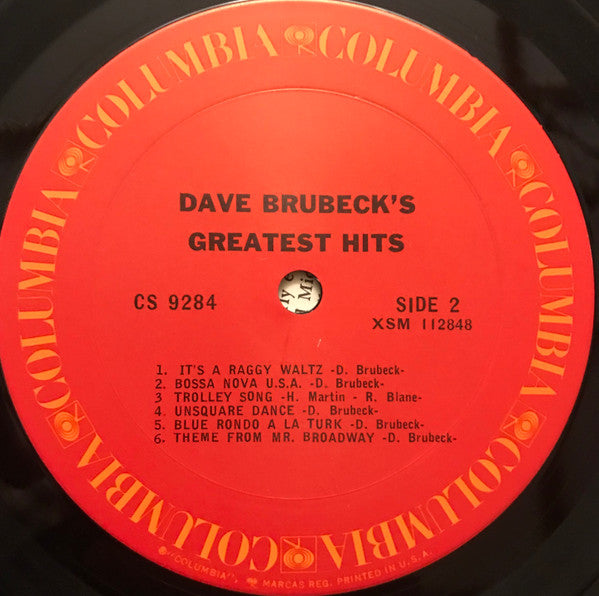 COLUMBIA COLUMBIA COLUMBIA COLUMBIA COLUMBIA COLUMBIA
DAVE BRUBECK'S
GREATEST HITS
CS 9284
SIDE 2
XSM 112848
1. IT'S A RAGGY WALTZ -D. Brubeck-
2. BOSSA NOVA U.S.A. -D. Brubeck-
3 TROLLEY SONG -H. Martin - R. Blane-
4. UNSQUARE DANCE -D. Brubeck-
5. BLUE RONDO A LA TURK -D. Brubeck-
6. THEME FROM MR. BROADWAY -D. Brubeck-
"COLUMBIA", MARCAS REG. PRINTED IN U.S.A.